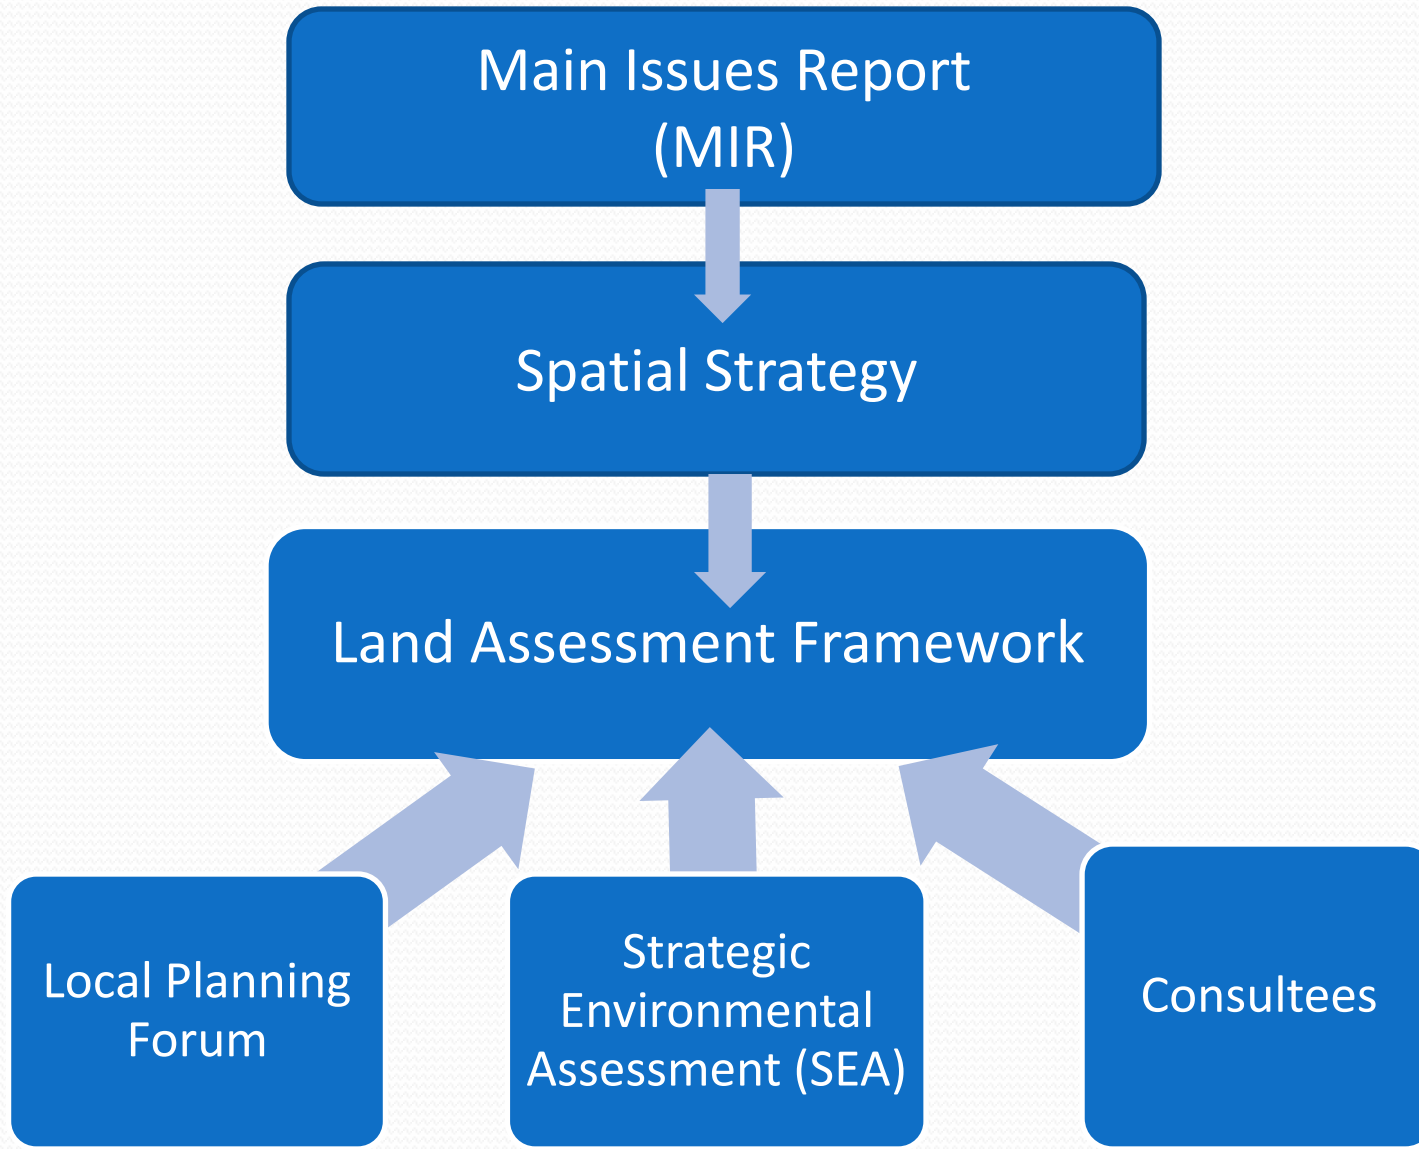 Main Issues Report
(MIR)
Spatial Strategy
Land Assessment Framework
Local Planning
Forum
Strategic
Environmental
Assessment (SEA)
Consultees